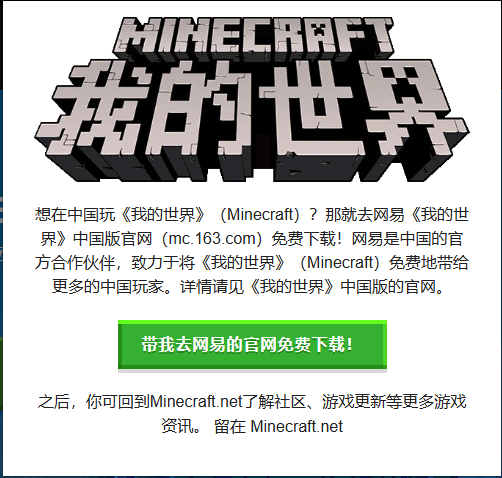 MINECRAFT
我的世界
想在中国玩《我的世界》（Minecraft）？那就去网易《我的世
界》中国版官网（mc.163.com）免费下载！网易是中国的官
方合作伙伴，致力于将《我的世界》（Minecraft）免费地带给
更多的中国玩家。详情请见《我的世界》中国版的官网。
带我去网易的官网免费下载！
之后，你可回到Minecraft.net了解社区、游戏更新等更多游戏
资讯。 留在 Minecraft.net